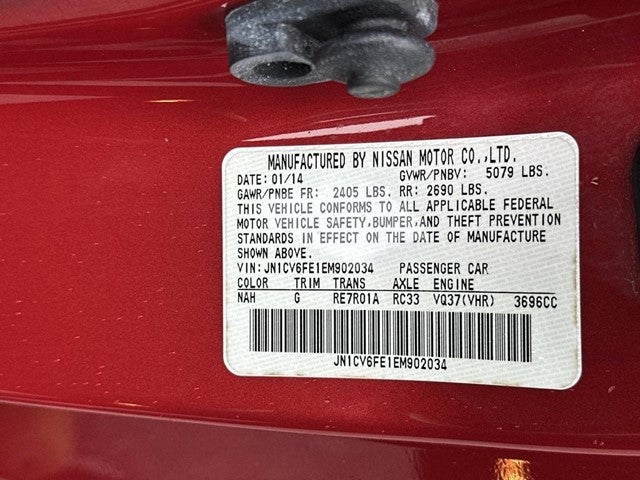 MANUFACTURED BY NISSAN MOTOR CO.,LTD.
DATE: 01/14 GVWR/PNBV: 5079 LBS.
GAWR/PNBE FR: 2405 LBS. RR: 2690 LBS.
THIS VEHICLE CONFORMS TO ALL APPLICABLE FEDERAL
MOTOR VEHICLE SAFETY,BUMPER,AND THEFT PREVENTION
STANDARDS IN EFFECT ON THE DATE OF MANUFACTURE
SHOWN ABOVE.
VIN: JN1CV6FE1EM902034 PASSENGER CAR
COLOR TRIM TRANS AXLE ENGINE
NAH G RE7R01A RC33 VQ37(VHR) 3696CC
JN1CV6FE1EM902034